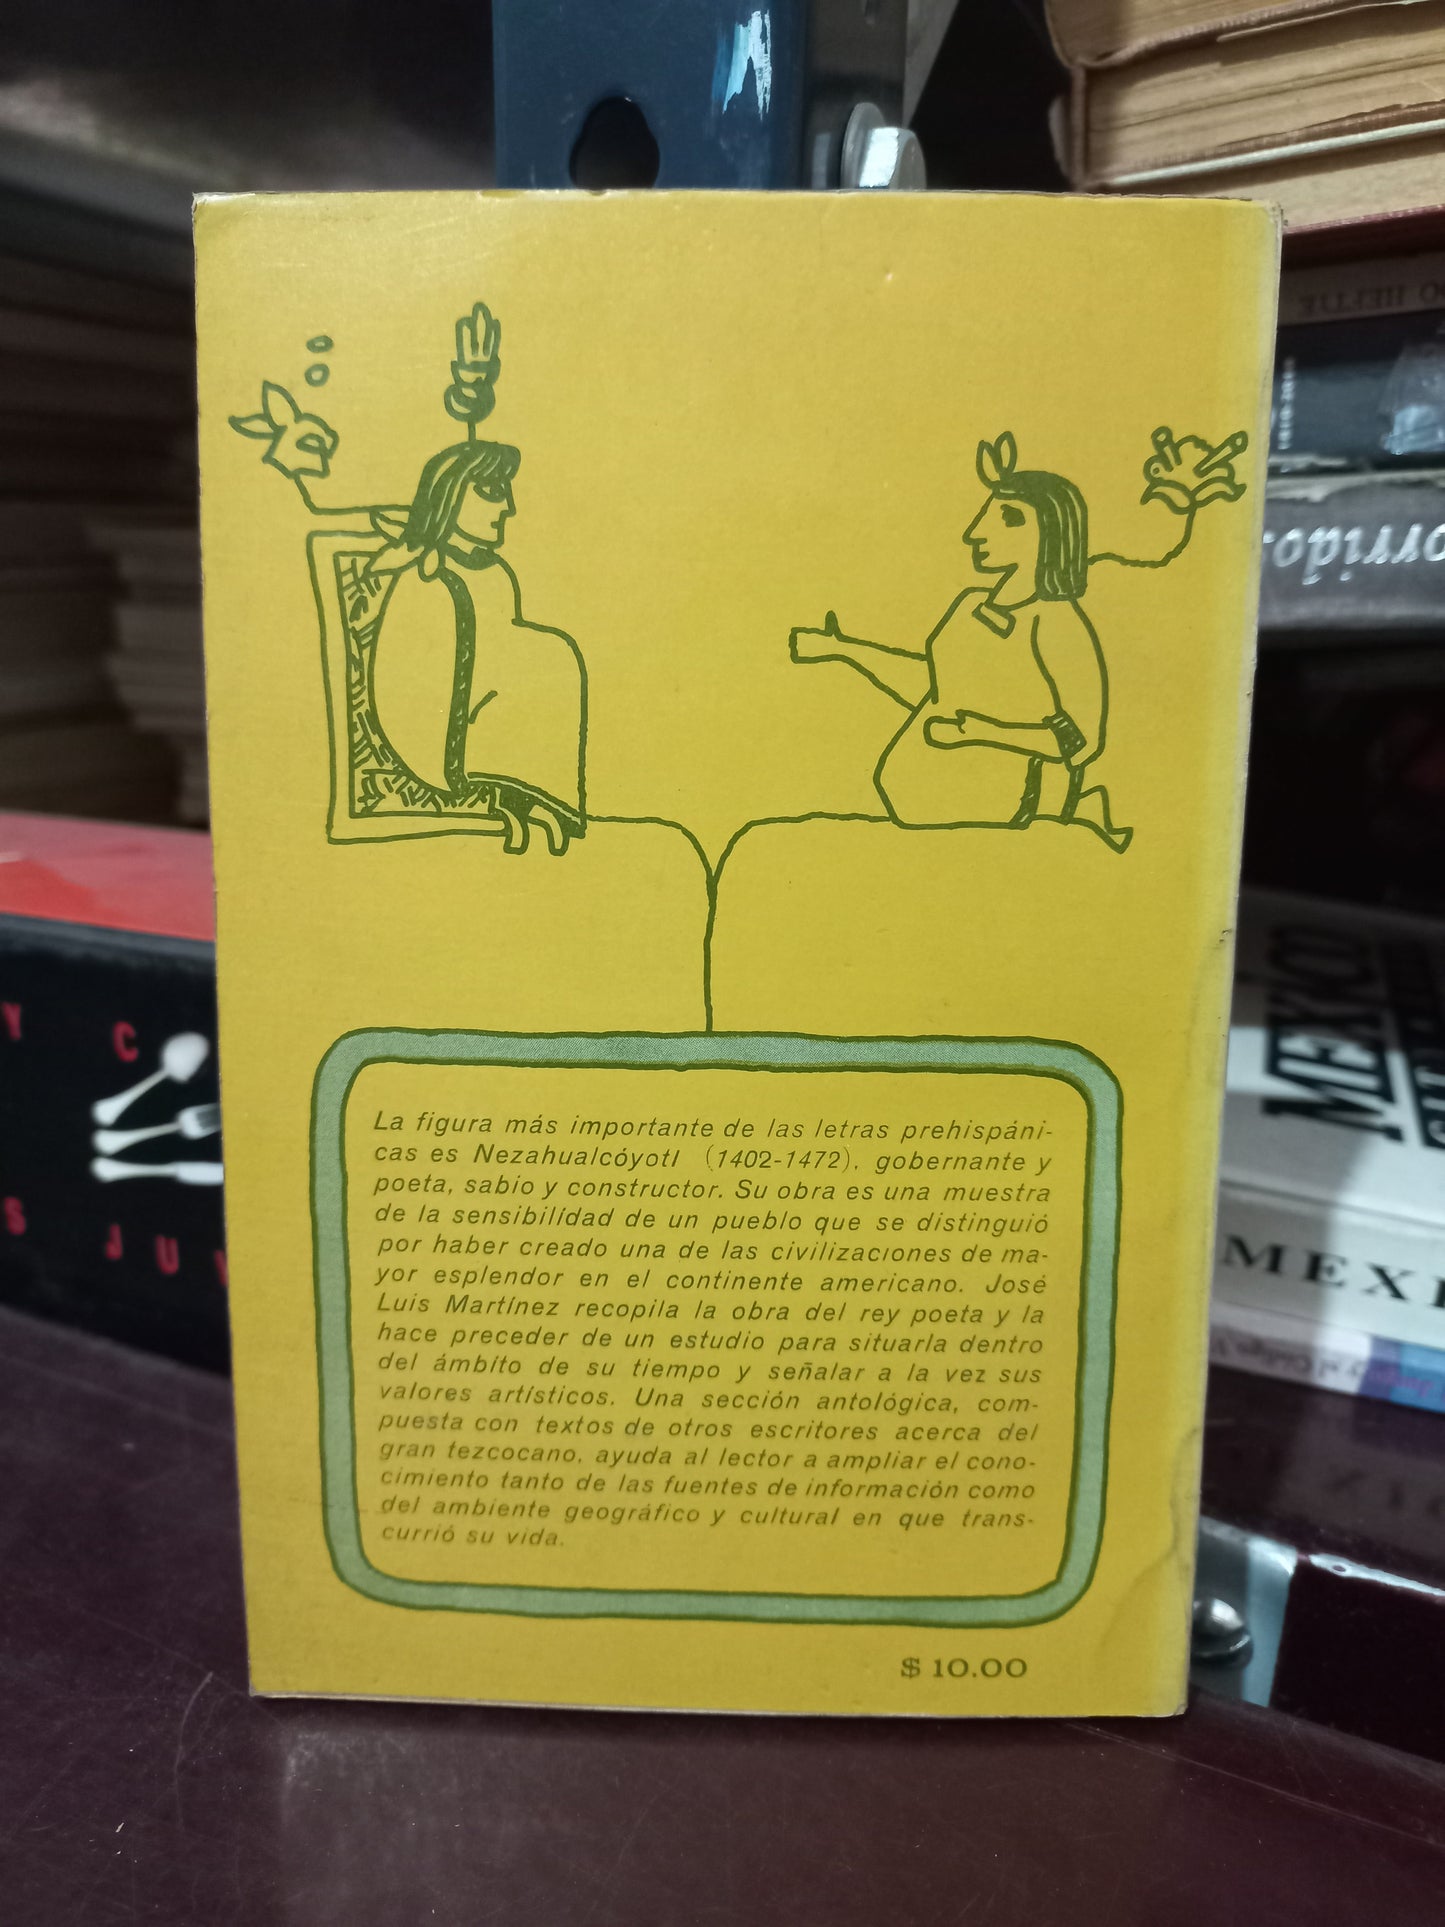 La figura más importante de las letras prehispáni-
cas es Nezahualcóyotl (1402-1472), gobernante y
poeta, sabio y constructor. Su obra es una muestra
de la sensibilidad de un pueblo que se distinguió
por haber creado una de las civilizaciones de ma-
yor esplendor en el continente americano. José
Luis Martínez recopila la obra del rey poeta y la
hace preceder de un estudio para situarla dentro
del ámbito de su tiempo y señalar a la vez sus
valores artísticos. Una sección antológica, com-
puesta con textos de otros escritores acerca del
gran tezcocano, ayuda al lector a ampliar el cono-
cimiento tanto de las fuentes de información como
del ambiente geográfico y cultural en que trans-
currió su vida.
$ 10.00
Y C
S JUV
orrido.
MEXICO
MEXI